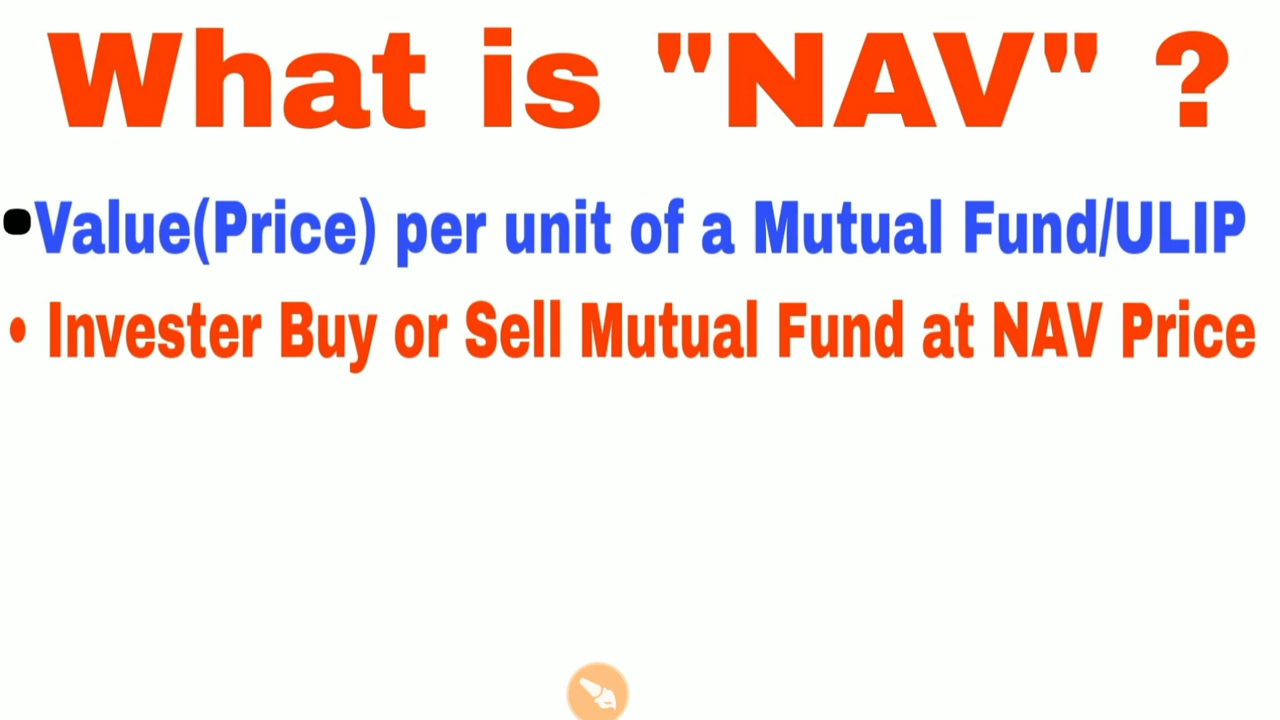 What is "NAV" ?
•Value(Price) per unit of a Mutual Fund/ULIP
• Invester Buy or Sell Mutual Fund at NAV Price